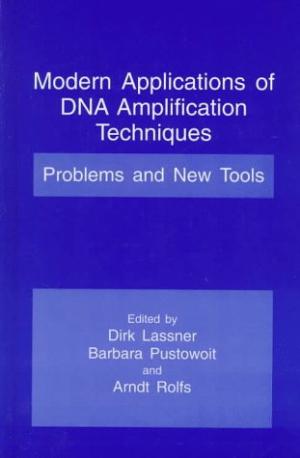 Modern Applications of
DNA Amplification
Techniques
Problems and New Tools
Edited by
Dirk Lassner
Barbara Pustowoit
and
Arndt Rolfs